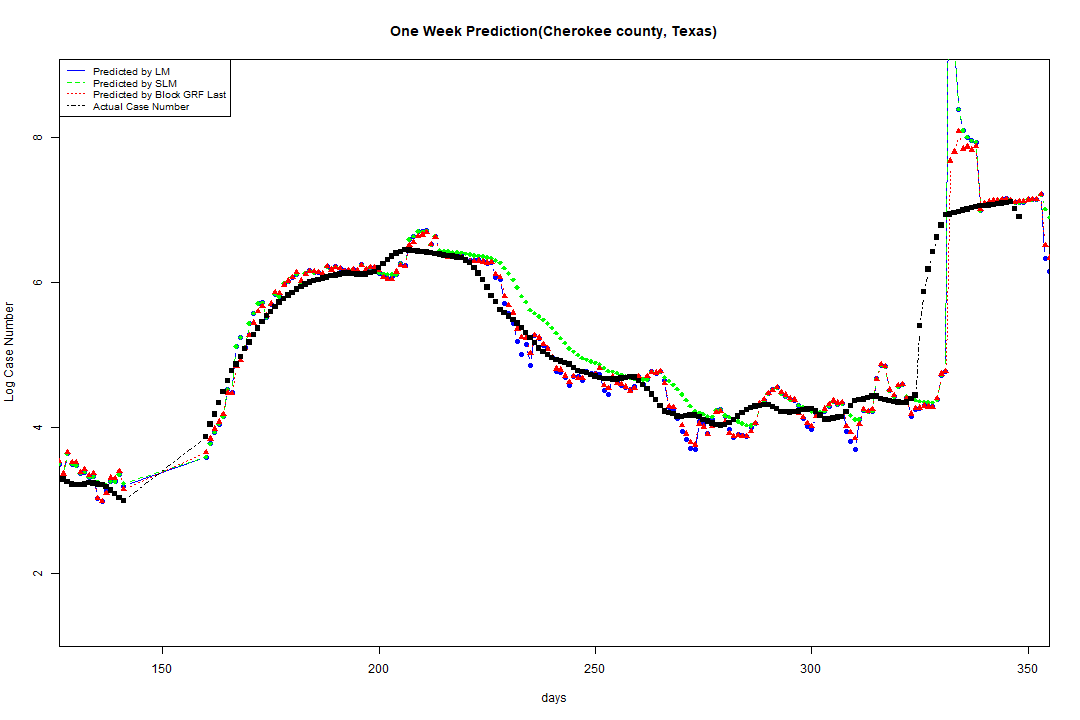 One Week Prediction(Cherokee county, Texas)
Predicted by LM
Predicted by SLM
Predicted by Block GRF Last
Actual Case Number
8
6
4
2
Log Case Number
150 200 250 300 350
days